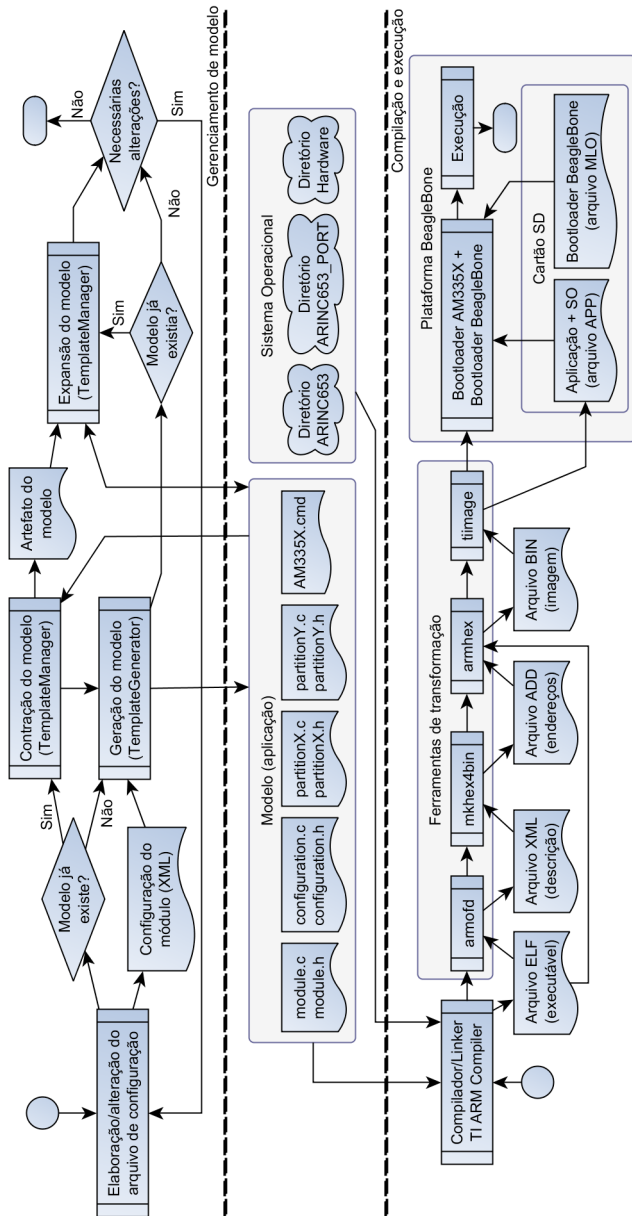 Elaboração/alteração do
arquivo de configuração
Modelo já
existe?
Sim
Não
Configuração do
módulo (XML)
Contração do modelo
(TemplateManager)
Geração do modelo
(TemplateGenerator)
Artefato do
modelo
Expansão do modelo
(TemplateManager)
Sim
Modelo já
existia?
Não
Necessárias
alterações?
Não
Sim
Gerenciamento de modelo
Modelo (aplicação)
module.c
module.h
configuration.c
configuration.h
partitionX.c
partitionX.h
partitionY.c
partitionY.h
AM335X.cmd
Sistema Operacional
Diretório
ARINC653
Diretório
ARINC653_PORT
Diretório
Hardware
Compilação e execução
Compilador/Linker
TI ARM Compiler
Arquivo ELF
(executável)
Ferramentas de transformação
armofd
mkhex4bin
armhex
tiimage
Arquivo XML
(descrição)
Arquivo ADD
(endereços)
Arquivo BIN
(imagem)
Plataforma BeagleBone
Bootloader AM335X +
Bootloader BeagleBone
Execução
Aplicação + SO
(arquivo APP)
Bootloader BeagleBone
(arquivo MLO)
Cartão SD